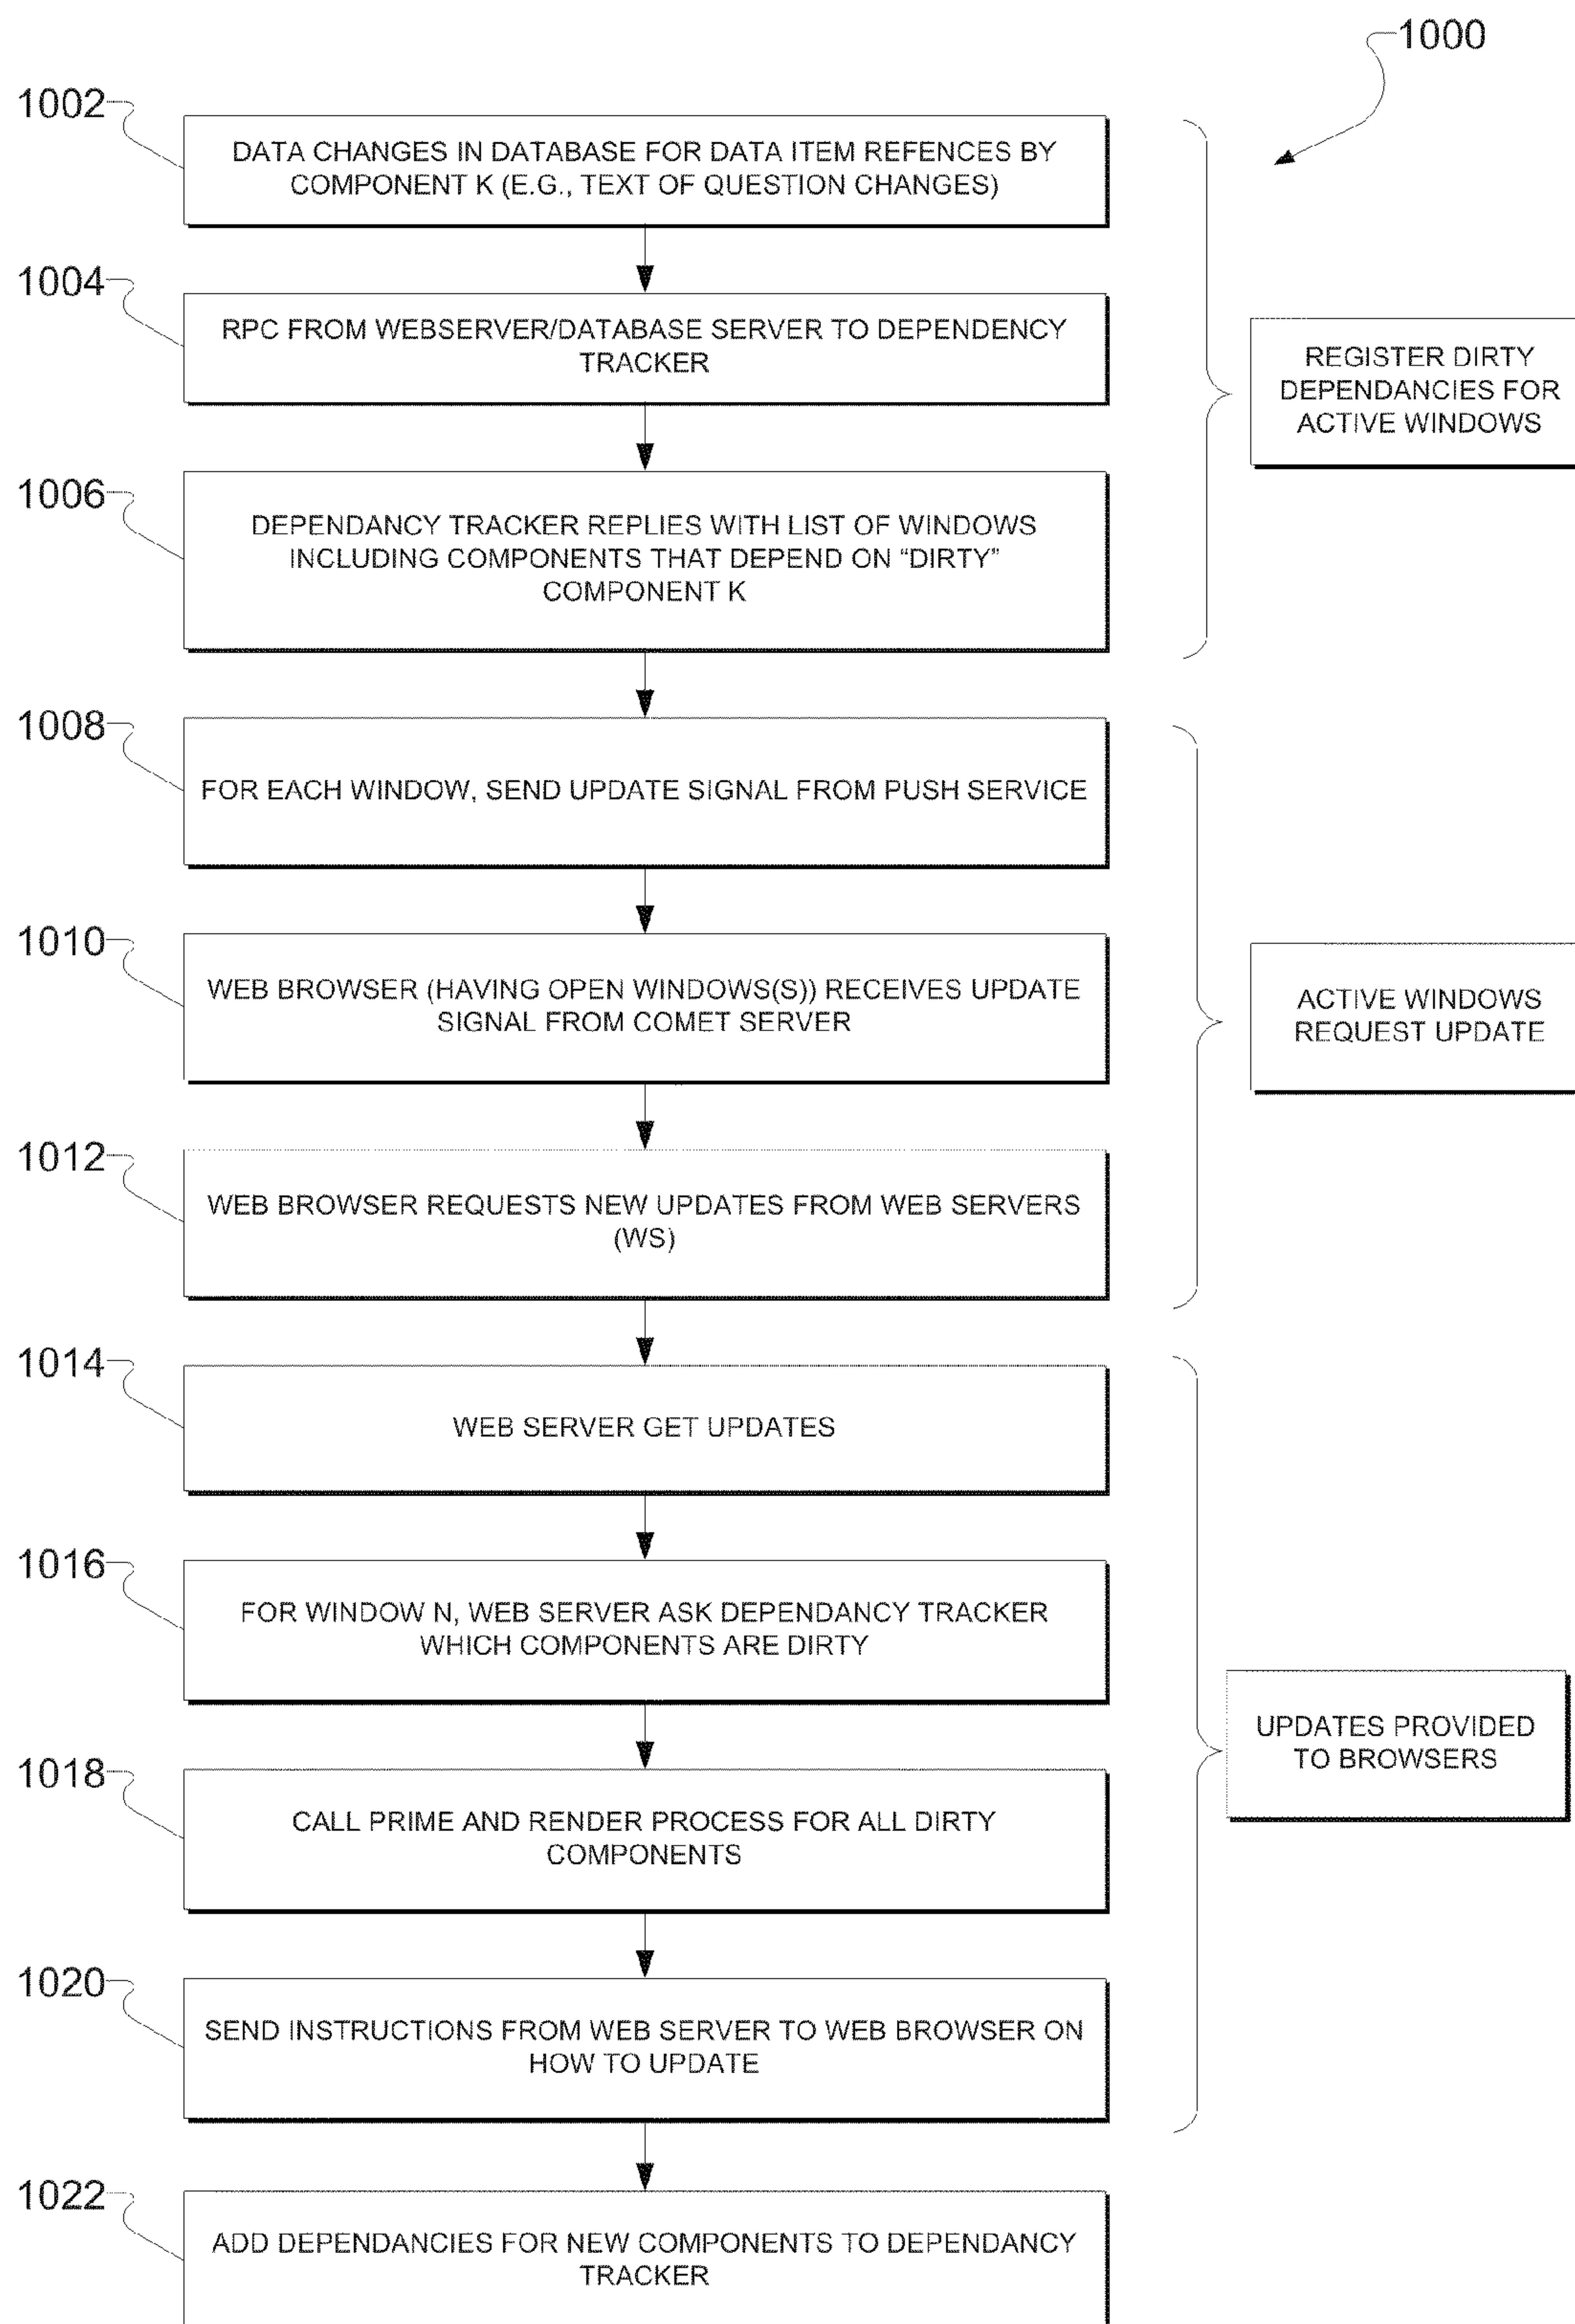 1000
1002
DATA CHANGES IN DATABASE FOR DATA ITEM REFENCES BY
COMPONENT K (E.G., TEXT OF QUESTION CHANGES)
1004
RPC FROM WEBSERVER/DATABASE SERVER TO DEPENDENCY
TRACKER
REGISTER DIRTY
DEPENDANCIES FOR
ACTIVE WINDOWS
1006
DEPENDANCY TRACKER REPLIES WITH LIST OF WINDOWS
INCLUDING COMPONENTS THAT DEPEND ON “DIRTY”
COMPONENT K
1008
FOR EACH WINDOW, SEND UPDATE SIGNAL FROM PUSH SERVICE
1010
WEB BROWSER (HAVING OPEN WINDOWS(S)) RECEIVES UPDATE
SIGNAL FROM COMET SERVER
ACTIVE WINDOWS
REQUEST UPDATE
1012
WEB BROWSER REQUESTS NEW UPDATES FROM WEB SERVERS
(WS)
1014
WEB SERVER GET UPDATES
1016
FOR WINDOW N, WEB SERVER ASK DEPENDANCY TRACKER
WHICH COMPONENTS ARE DIRTY
UPDATES PROVIDED
TO BROWSERS
1018
CALL PRIME AND RENDER PROCESS FOR ALL DIRTY
COMPONENTS
1020
SEND INSTRUCTIONS FROM WEB SERVER TO WEB BROWSER ON
HOW TO UPDATE
1022
ADD DEPENDANCIES FOR NEW COMPONENTS TO DEPENDANCY
TRACKER